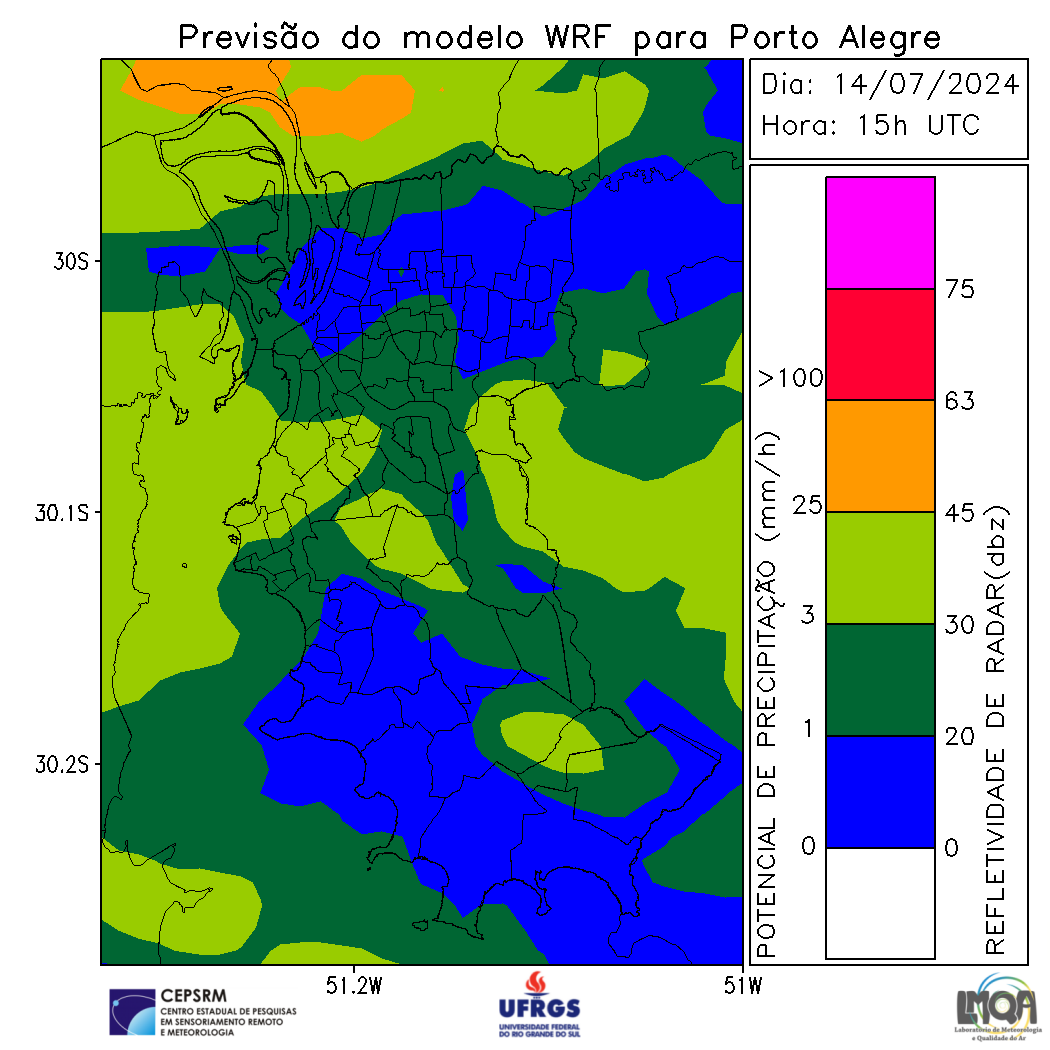 Previsão do modelo WRF para Porto Alegre
Dia: 14/07/2024
Hora: 15h UTC
30S
30.1S
30.2S
51.2W
51W
POTENCIAL DE PRECIPITAÇÃO (mm/h)
>100
25
3
1
0
75
63
45
30
20
0
REFLETIVIDADE DE RADAR(dbz)
CEPSRM
CENTRO ESTADUAL DE PESQUISAS
EM SENSORIAMENTO REMOTO
E METEOROLOGIA
UFRGS
UNIVERSIDADE FEDERAL
DO RIO GRANDE DO SUL
LMQA
Laboratório de Meteorologia
e Qualidade do Ar